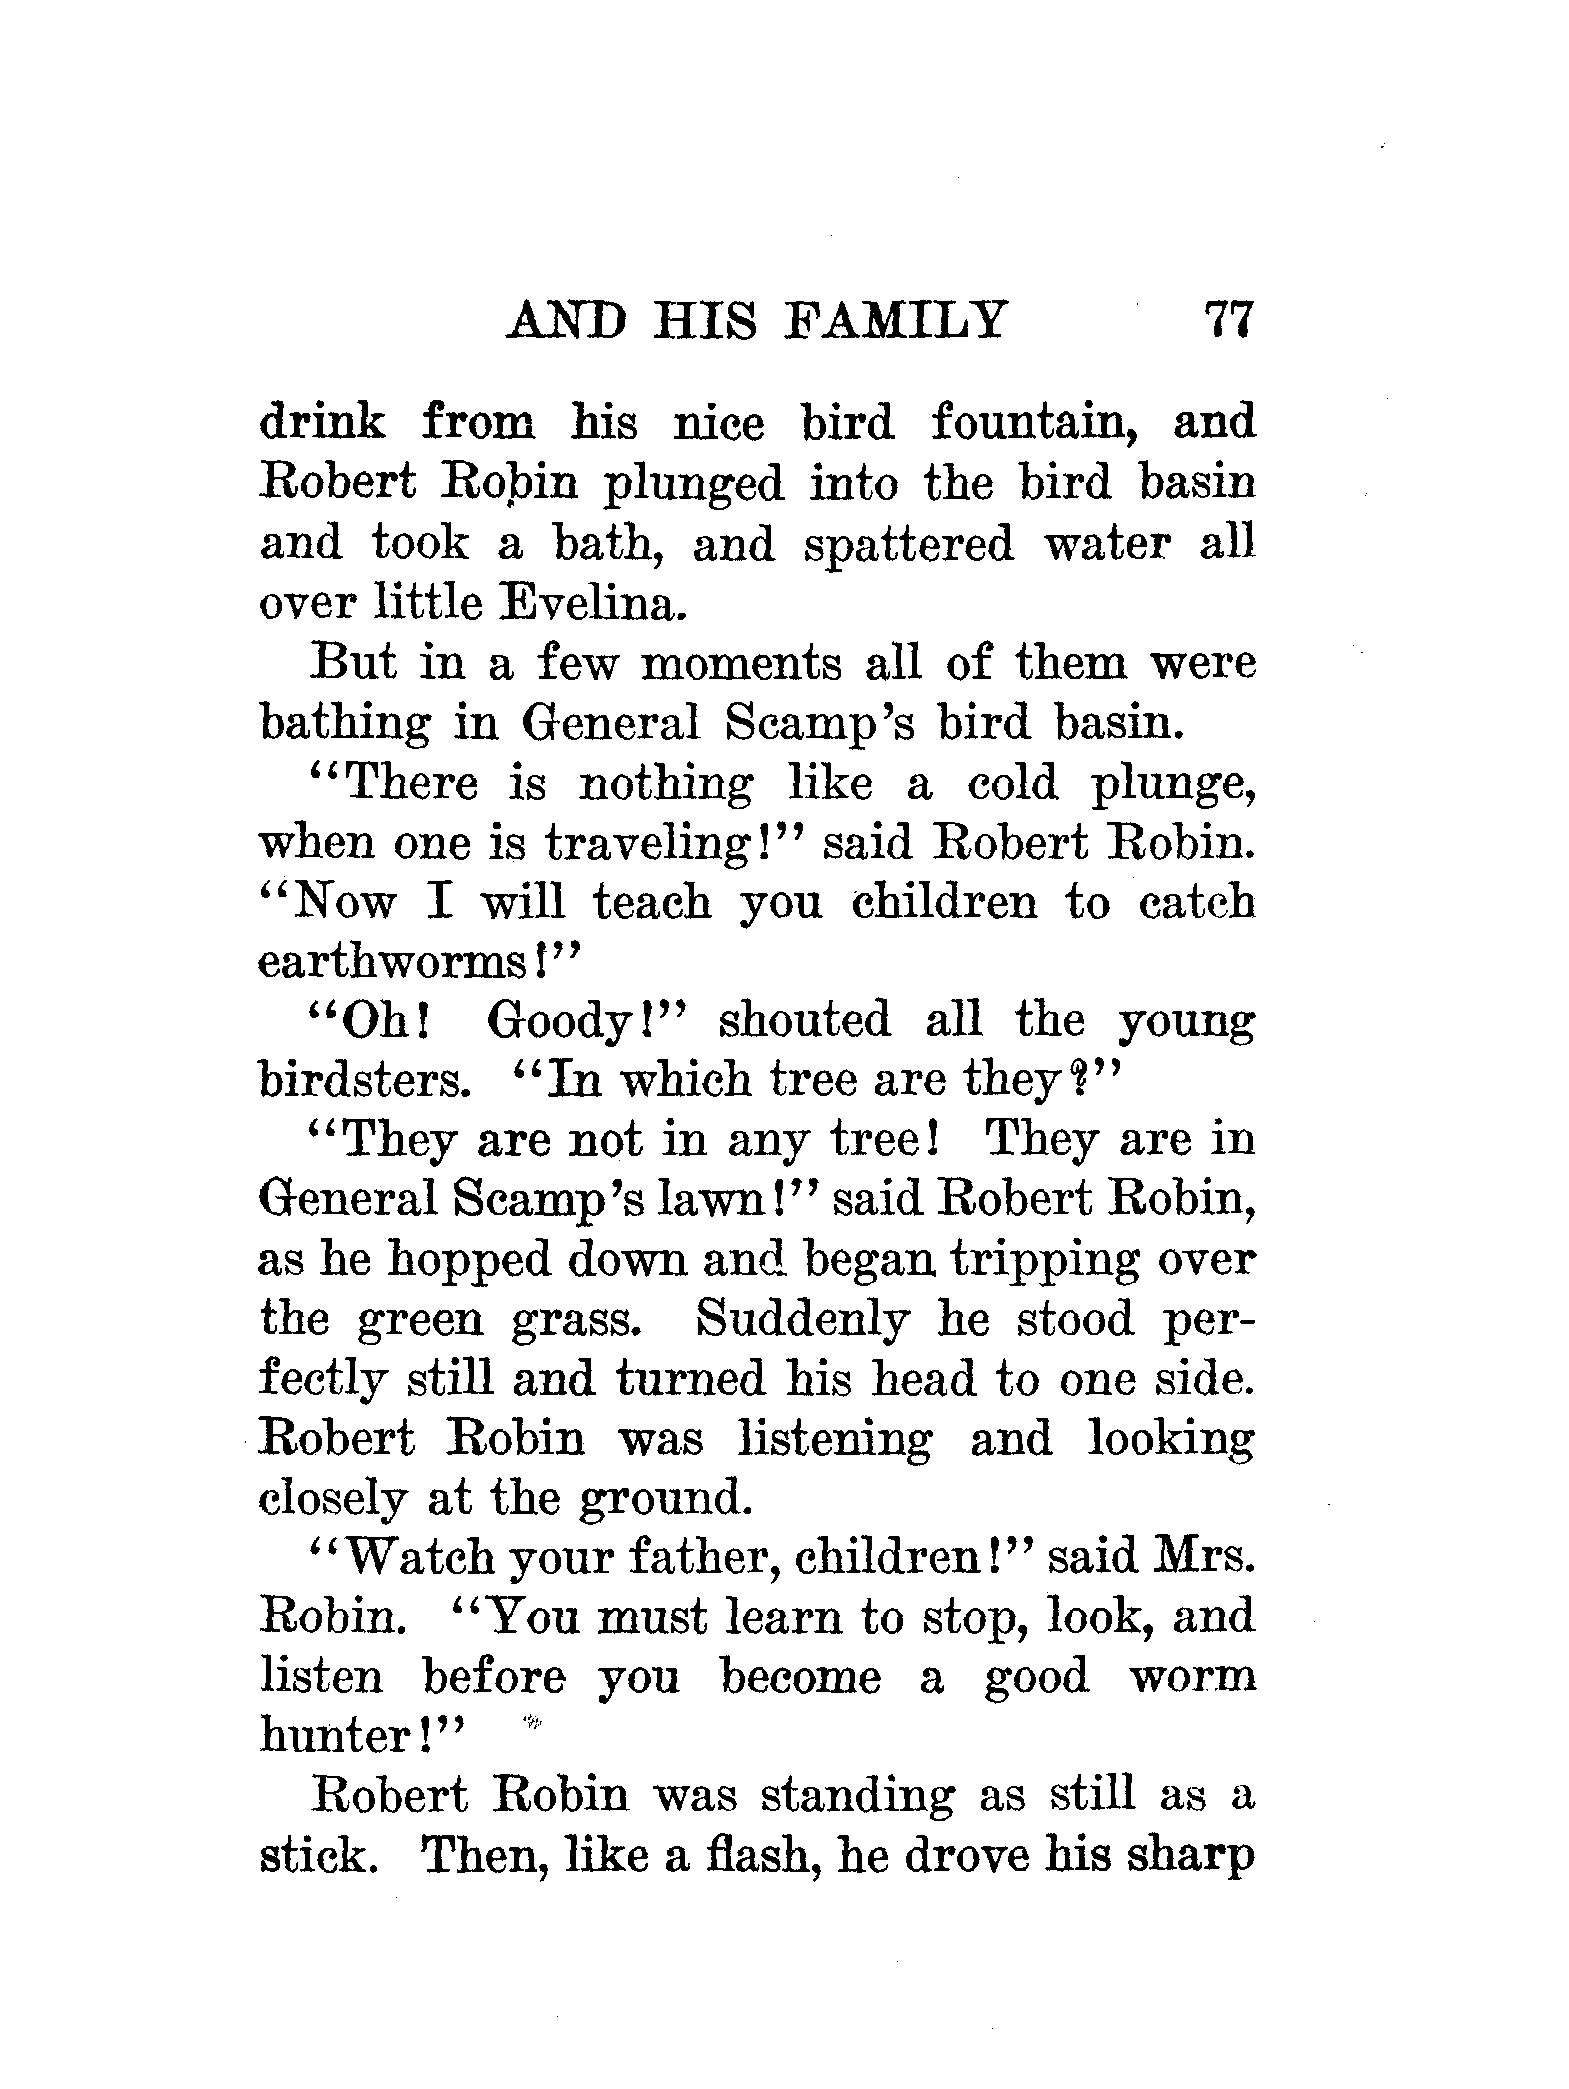 AND HIS FAMILY 77
drink from his nice bird fountain, and
Robert Robin plunged into the bird basin
and took a bath, and spattered water all
over little Evelina.
But in a few moments all of them were
bathing in General Scamp's bird basin.
"There is nothing like a cold plunge,
when one is traveling!" said Robert Robin.
"Now I will teach you children to catch
earthworms!"
"Oh! Goody!" shouted all the young
birdsters. "In which tree are they?"
"They are not in any tree! They are in
General Scamp's lawn!" said Robert Robin,
as he hopped down and began tripping over
the green grass. Suddenly he stood per-
fectly still and turned his head to one side.
Robert Robin was listening and looking
closely at the ground.
"Watch your father, children!" said Mrs.
Robin. "You must learn to stop, look, and
listen before you become a good worm
hunter!"
Robert Robin was standing as still as a
stick. Then, like a flash, he drove his sharp